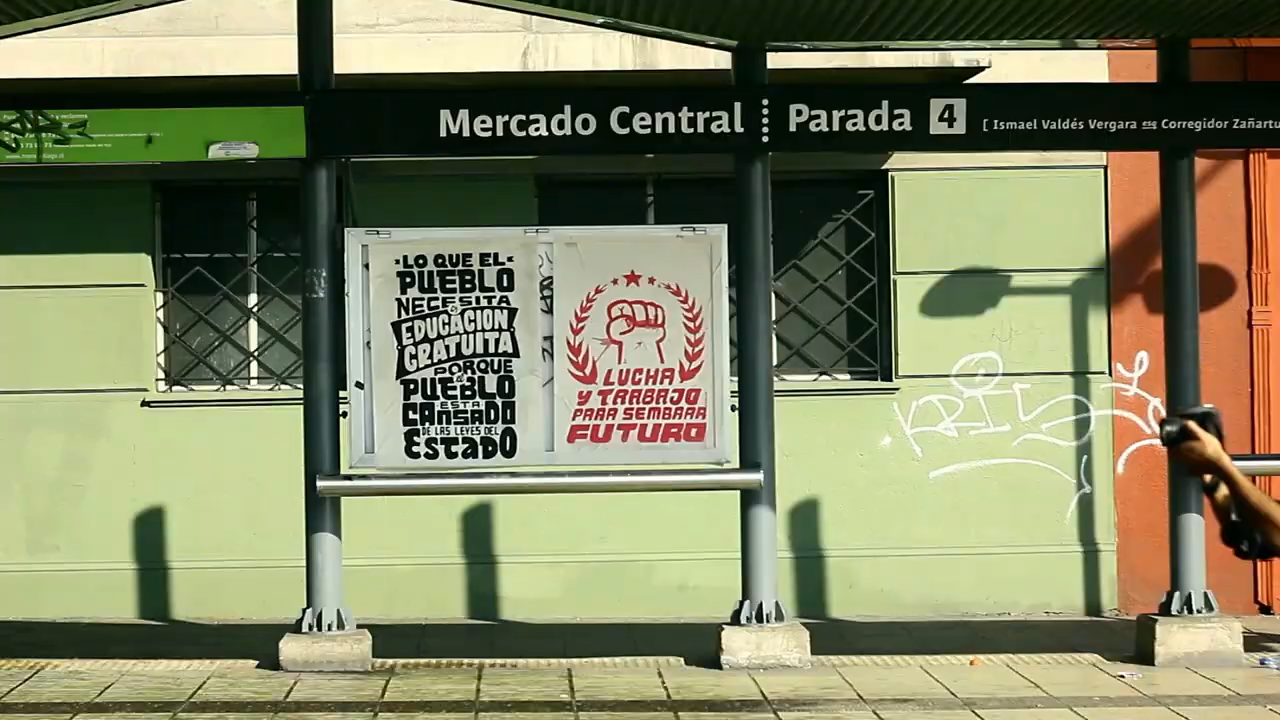 Mercado Central Parada 4 [ Ismael Valdés Vergara esq Corregidor Zañartu
LO QUE EL
PUEBLO
NECESITA
ES
EDUCACION
GRATUITA
PORQUE
EL
PUEBLO
ESTA
CANSADO
DE LAS LEYES DEL
EStADO
LUCHA
Y TRABAJO
PARA SEMBRAR
FUTURO
KRIS